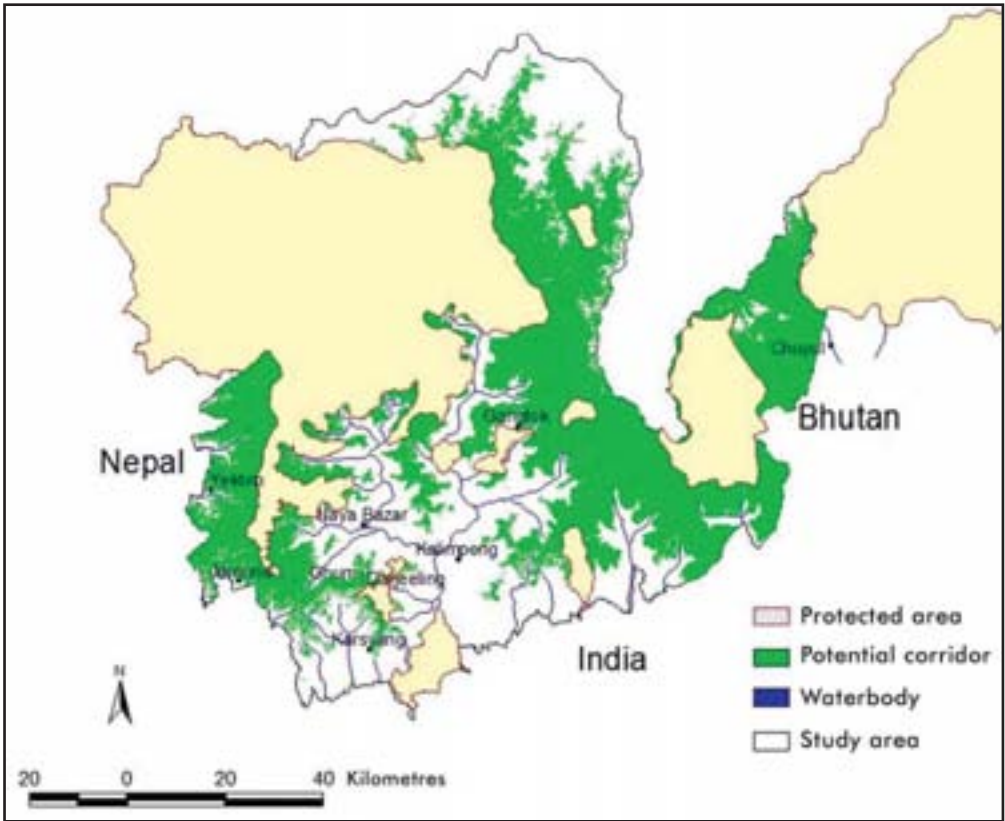 Gangtok
Chuyul
Bhutan
Nepal
Naya Bazar
Kalimpong
Darjeeling
India
Protected area
Potential corridor
Waterbody
Study area
N
20 0 20 40 Kilometres